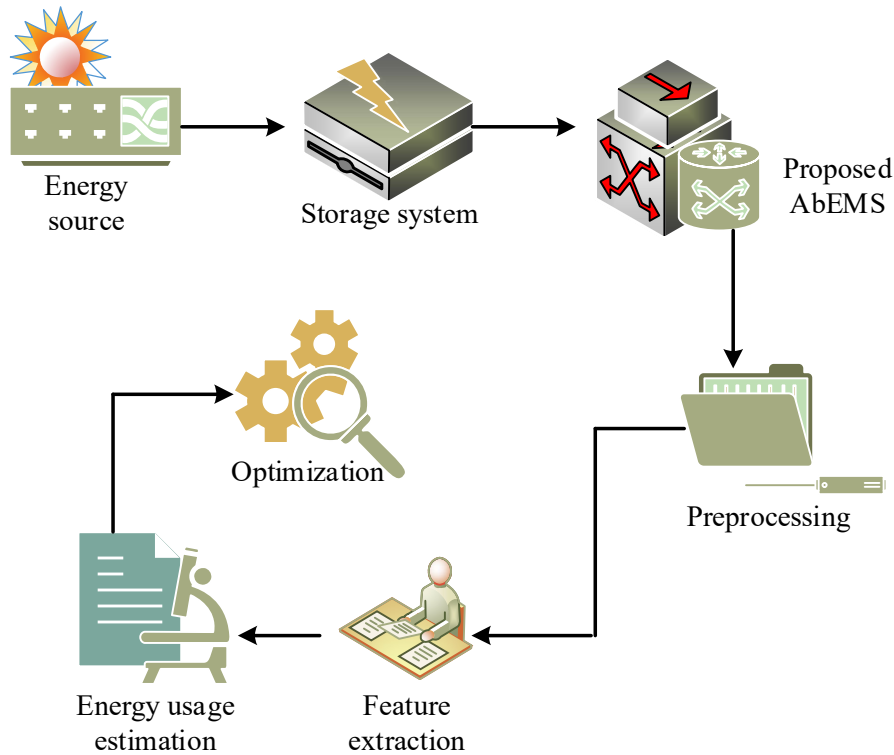 Energy
source
Storage system
Proposed
AbEMS
Optimization
Preprocessing
Energy usage
estimation
Feature
extraction